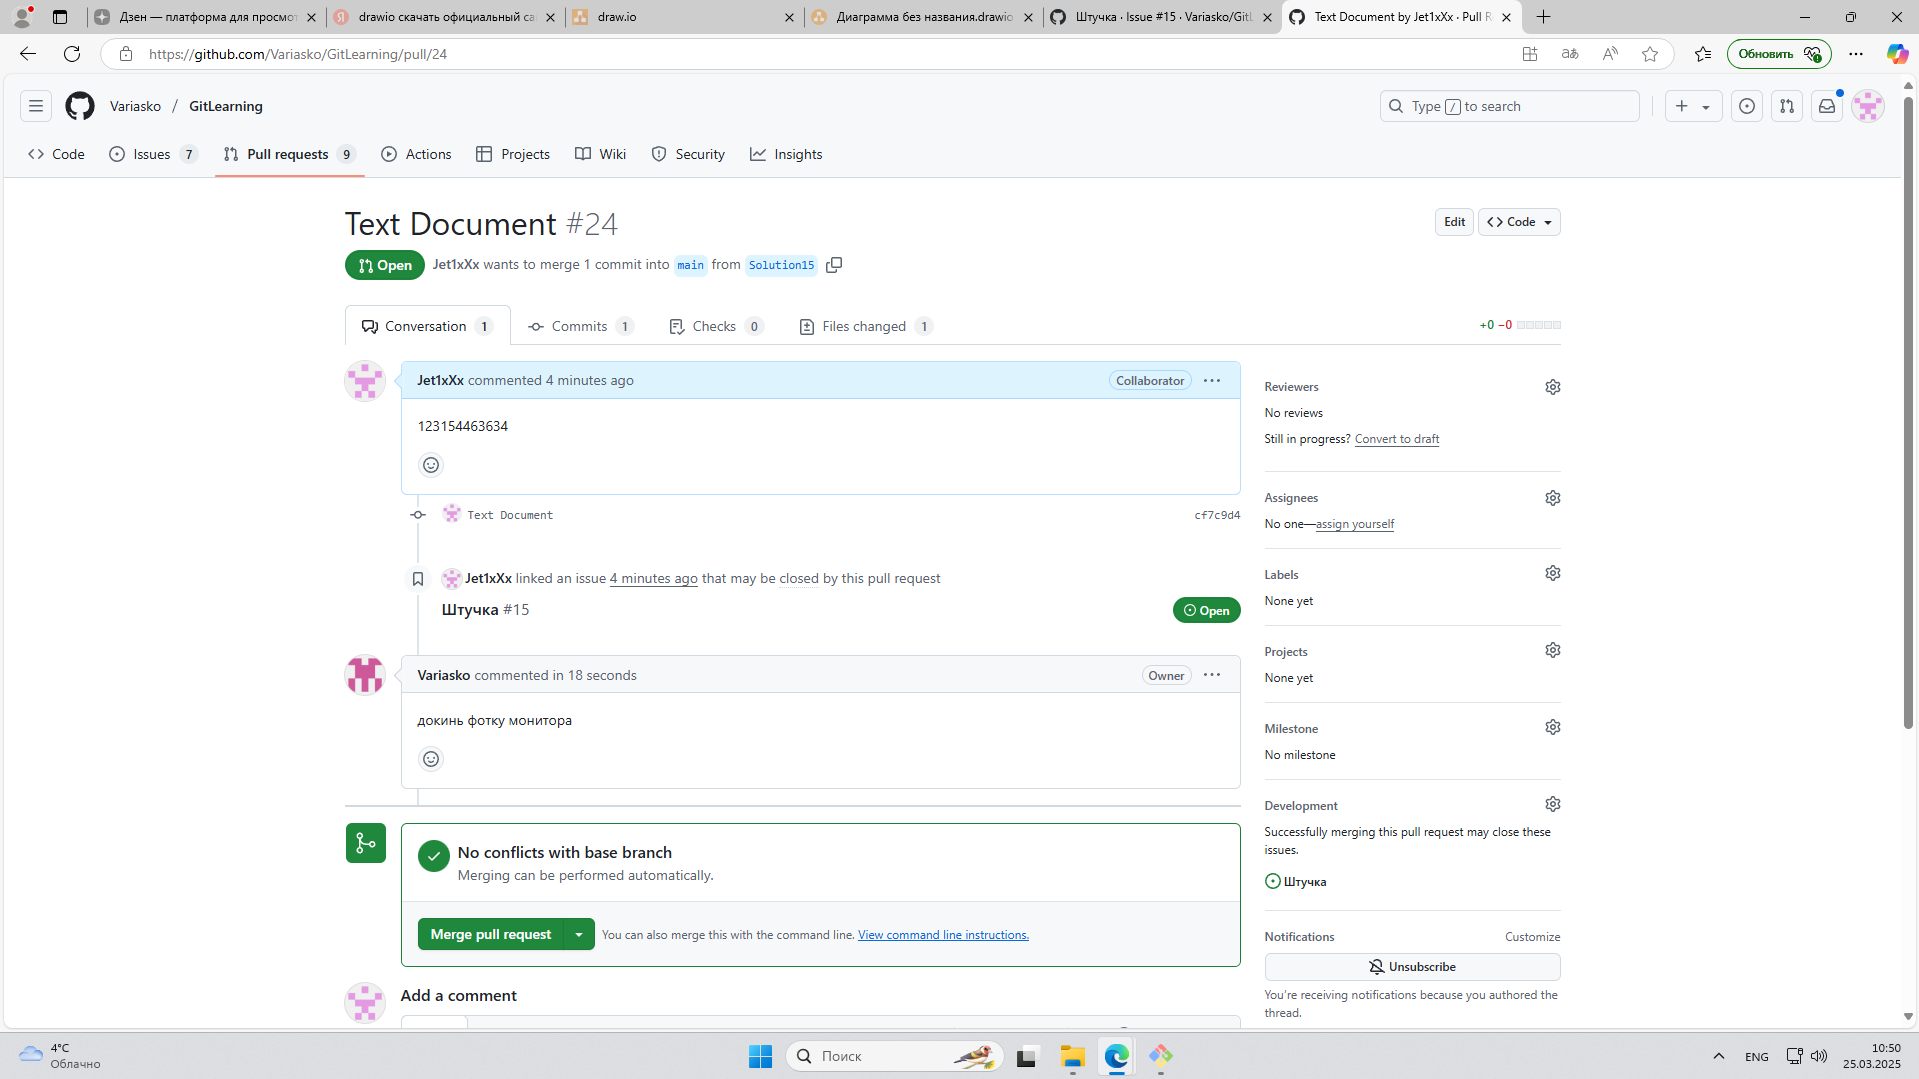 Дзен — платформа для просмот
drawio скачать официальный са
draw.io
Диаграмма без названия.drawio
Штучка · Issue #15 · Variasko/GitL
Text Document by Jet1xXx · Pull R
https://github.com/Variasko/GitLearning/pull/24
Обновить
Variasko / GitLearning
Type / to search
Code
Issues 7
Pull requests 9
Actions
Projects
Wiki
Security
Insights
Text Document #24
Edit
Code
Open
Jet1xXx wants to merge 1 commit into main from Solution15
Conversation 1
Commits 1
Checks 0
Files changed 1
+0 −0
Jet1xXx commented 4 minutes ago
Collaborator
123154463634
Text Document
cf7c9d4
Jet1xXx linked an issue 4 minutes ago that may be closed by this pull request
Штучка #15
Open
Variasko commented in 18 seconds
Owner
докинь фотку монитора
No conflicts with base branch
Merging can be performed automatically.
Merge pull request
You can also merge this with the command line. View command line instructions.
Add a comment
Reviewers
No reviews
Still in progress? Convert to draft
Assignees
No one—assign yourself
Labels
None yet
Projects
None yet
Milestone
No milestone
Development
Successfully merging this pull request may close these
issues.
Штучка
Notifications
Customize
Unsubscribe
You're receiving notifications because you authored the
thread.
4°C
Облачно
Поиск
ENG
10:50
25.03.2025